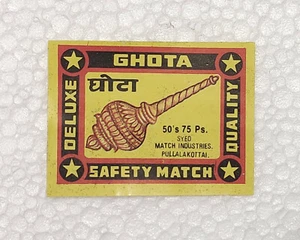 GHOTA
DELUXE
QUALITY
घोटा
50's 75 Ps.
SYED
MATCH INDUSTRIES.
PULLALAKOTTAI.
SAFETY MATCH